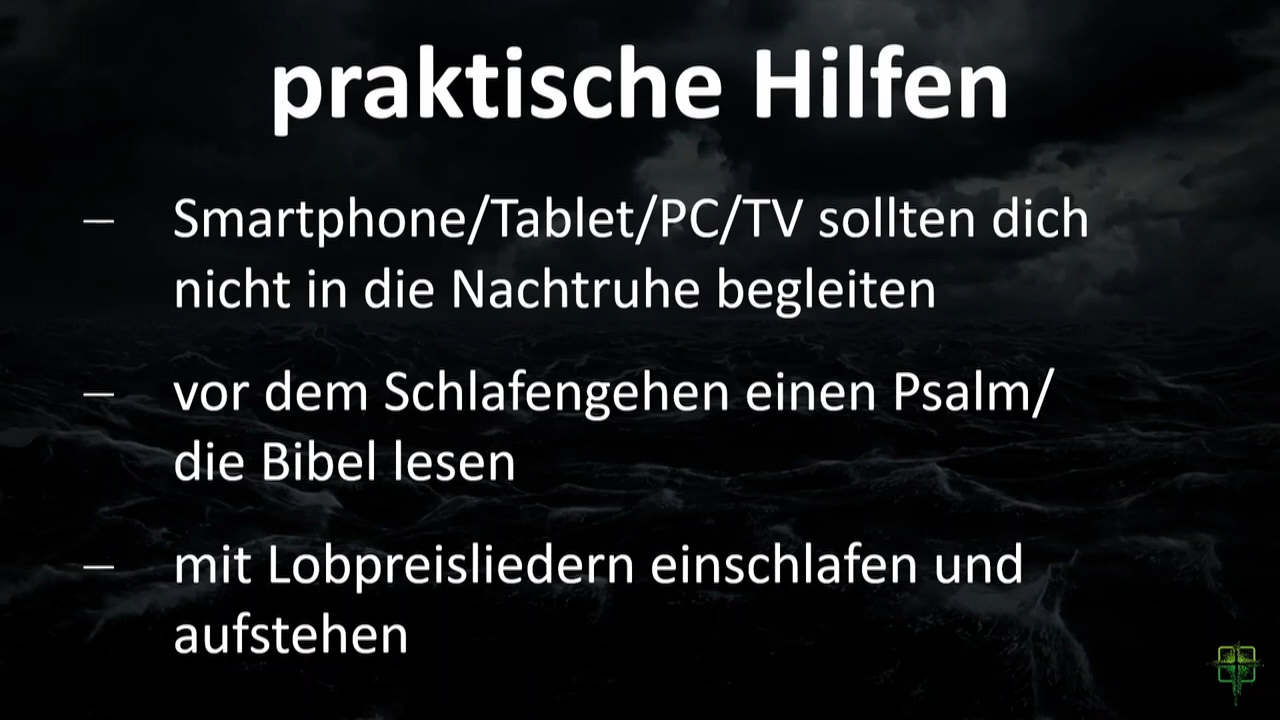 praktische Hilfen
– Smartphone/Tablet/PC/TV sollten dich
nicht in die Nachtruhe begleiten
– vor dem Schlafengehen einen Psalm/
die Bibel lesen
– mit Lobpreisliedern einschlafen und
aufstehen